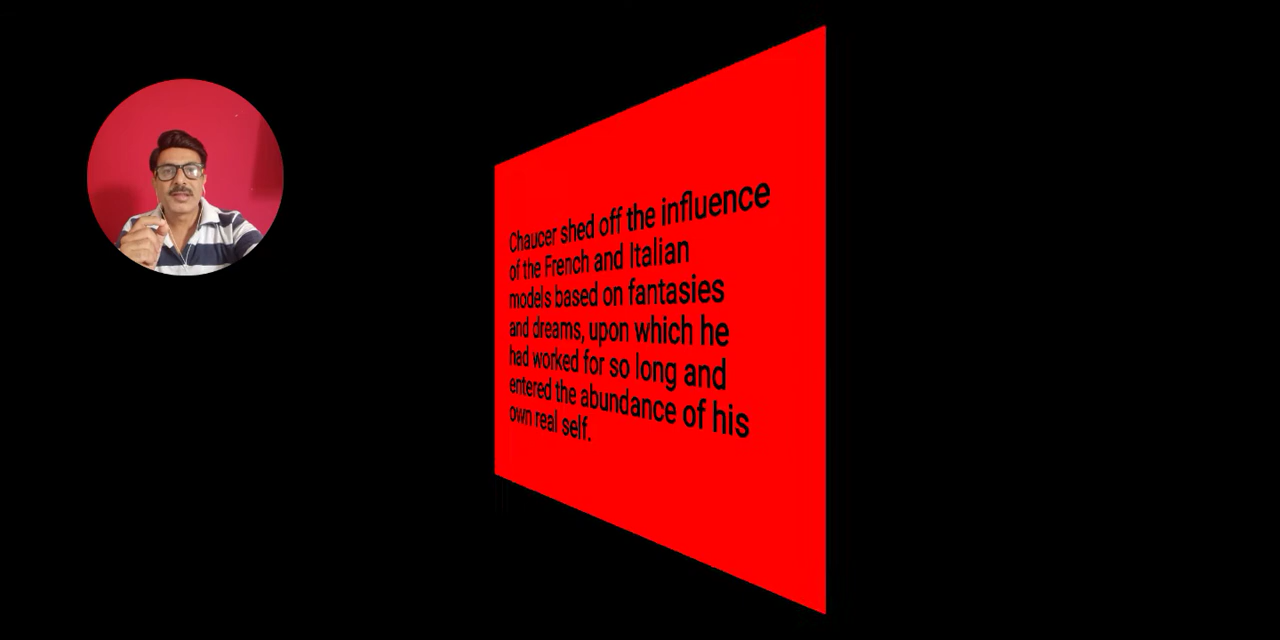 Chaucer shed off the influence
of the French and Italian
models based on fantasies
and dreams, upon which he
had worked for so long and
entered the abundance of his
own real self.